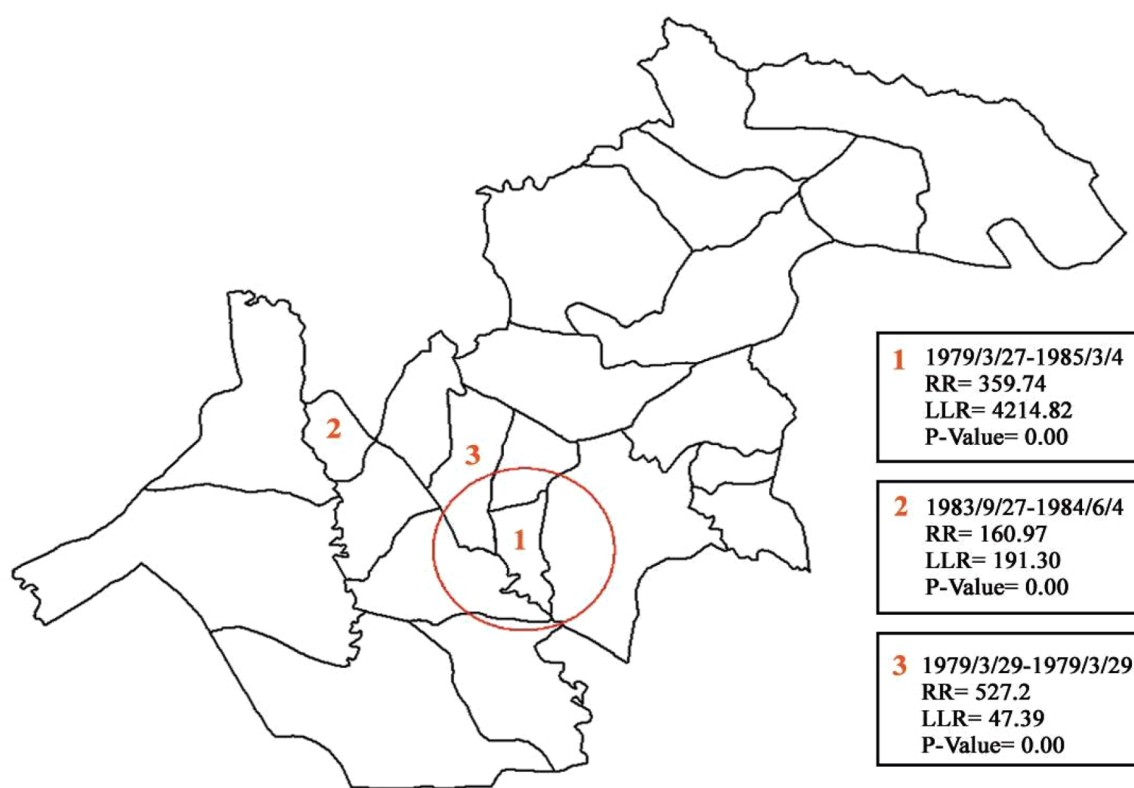 2
3
1
1 1979/3/27-1985/3/4
RR= 359.74
LLR= 4214.82
P-Value= 0.00
2 1983/9/27-1984/6/4
RR= 160.97
LLR= 191.30
P-Value= 0.00
3 1979/3/29-1979/3/29
RR= 527.2
LLR= 47.39
P-Value= 0.00